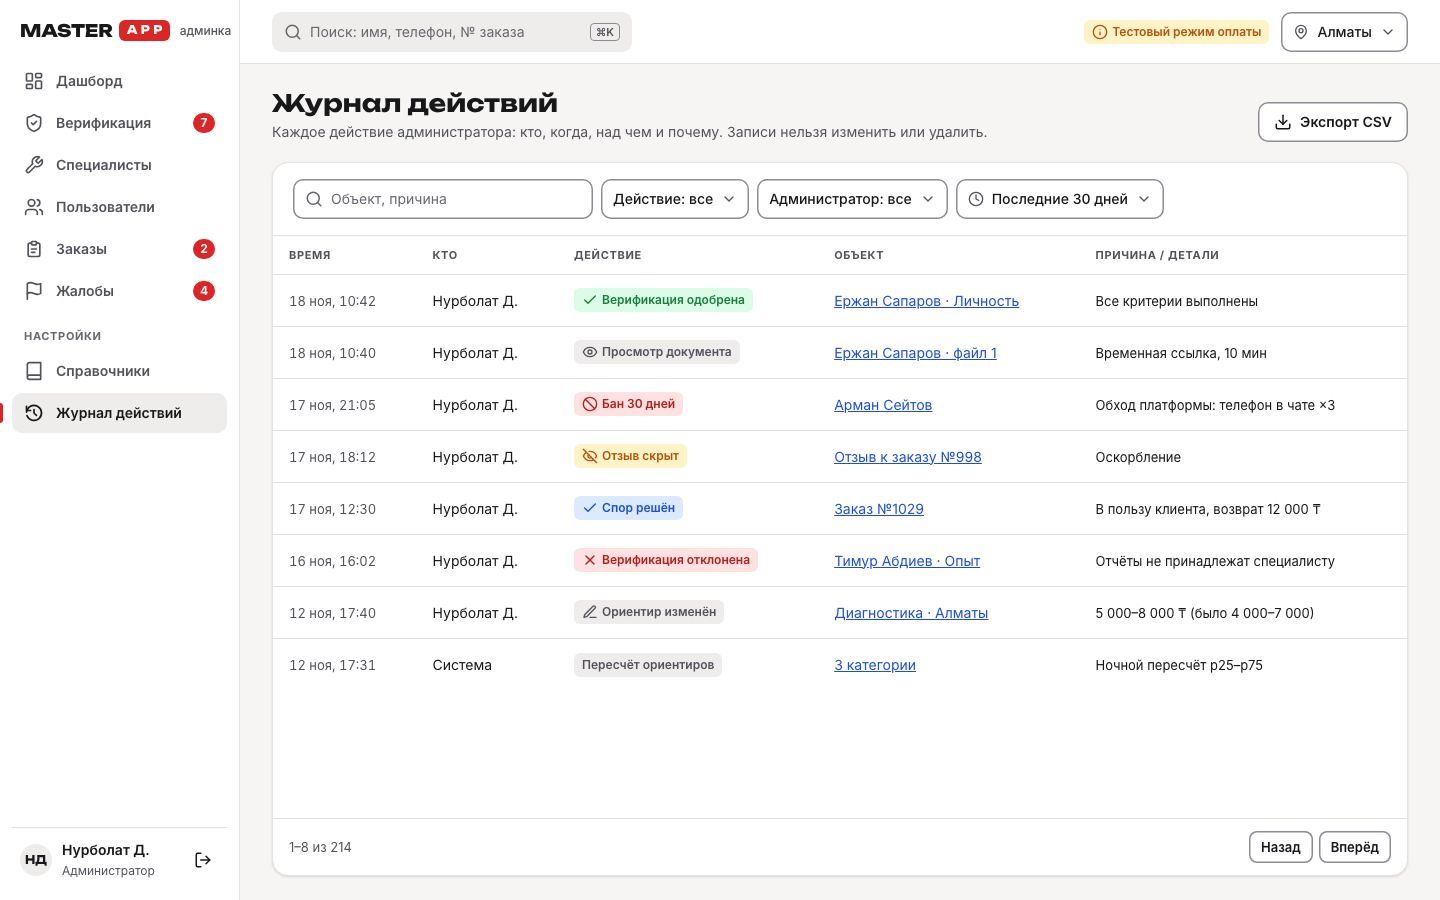 MASTER APP админка
Поиск: имя, телефон, № заказа ⌘K
Тестовый режим оплаты
Алматы
Дашборд
Верификация 7
Специалисты
Пользователи
Заказы 2
Жалобы 4
НАСТРОЙКИ
Справочники
Журнал действий
НД
Нурболат Д.
Администратор
Журнал действий
Каждое действие администратора: кто, когда, над чем и почему. Записи нельзя изменить или удалить.
Экспорт CSV
Объект, причина
Действие: все
Администратор: все
Последние 30 дней
ВРЕМЯ КТО ДЕЙСТВИЕ ОБЪЕКТ ПРИЧИНА / ДЕТАЛИ
18 ноя, 10:42 Нурболат Д. Верификация одобрена Ержан Сапаров · Личность Все критерии выполнены
18 ноя, 10:40 Нурболат Д. Просмотр документа Ержан Сапаров · файл 1 Временная ссылка, 10 мин
17 ноя, 21:05 Нурболат Д. Бан 30 дней Арман Сейтов Обход платформы: телефон в чате ×3
17 ноя, 18:12 Нурболат Д. Отзыв скрыт Отзыв к заказу №998 Оскорбление
17 ноя, 12:30 Нурболат Д. Спор решён Заказ №1029 В пользу клиента, возврат 12 000 ₸
16 ноя, 16:02 Нурболат Д. Верификация отклонена Тимур Абдиев · Опыт Отчёты не принадлежат специалисту
12 ноя, 17:40 Нурболат Д. Ориентир изменён Диагностика · Алматы 5 000–8 000 ₸ (было 4 000–7 000)
12 ноя, 17:31 Система Пересчёт ориентиров 3 категории Ночной пересчёт p25–p75
1–8 из 214
Назад
Вперёд